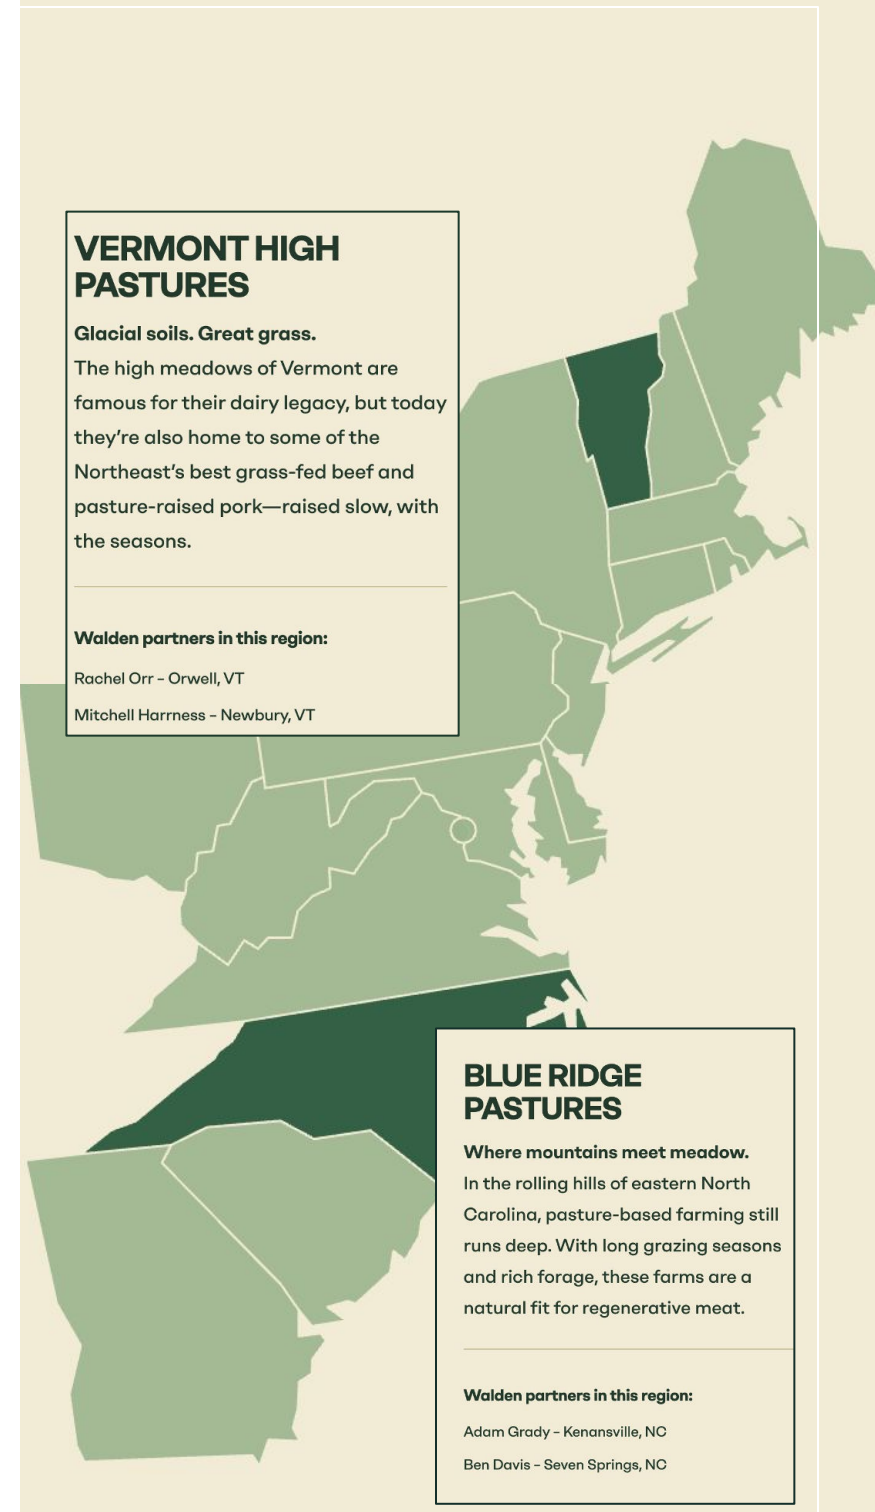 VERMONT HIGH
PASTURES
Glacial soils. Great grass.
The high meadows of Vermont are
famous for their dairy legacy, but today
they’re also home to some of the
Northeast’s best grass-fed beef and
pasture-raised pork—raised slow, with
the seasons.
Walden partners in this region:
Rachel Orr – Orwell, VT
Mitchell Harrness – Newbury, VT
BLUE RIDGE
PASTURES
Where mountains meet meadow.
In the rolling hills of eastern North
Carolina, pasture-based farming still
runs deep. With long grazing seasons
and rich forage, these farms are a
natural fit for regenerative meat.
Walden partners in this region:
Adam Grady – Kenansville, NC
Ben Davis – Seven Springs, NC